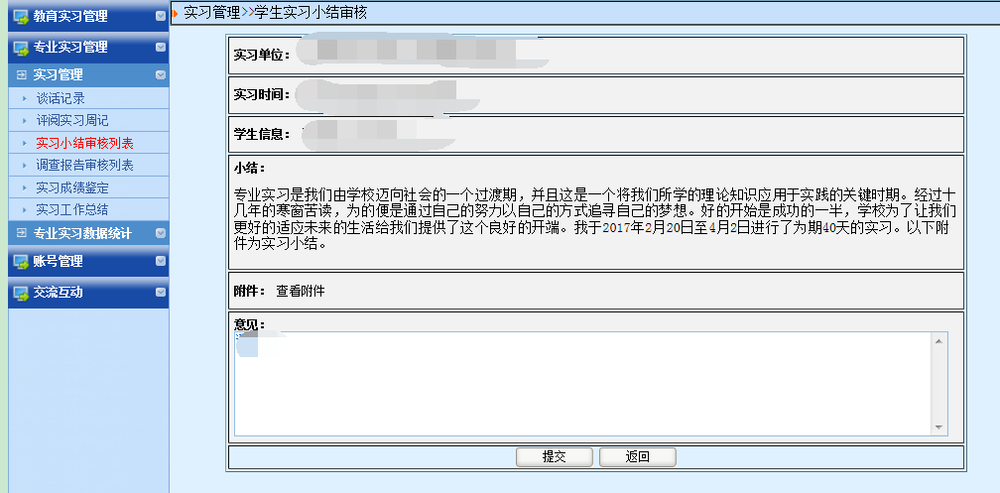 教育实习管理
专业实习管理
实习管理
谈话记录
评阅实习周记
实习小结审核列表
调查报告审核列表
实习成绩鉴定
实习工作总结
专业实习数据统计
账号管理
交流互动
实习管理>>学生实习小结审核
实习单位：
实习时间：
学生信息：
小结：
专业实习是我们由学校迈向社会的一个过渡期，并且这是一个将我们所学的理论知识应用于实践的关键时期。经过十
几年的寒窗苦读，为的便是通过自己的努力以自己的方式追寻自己的梦想。好的开始是成功的一半，学校为了让我们
更好的适应未来的生活给我们提供了这个良好的开端。我于2017年2月20日至4月2日进行了为期40天的实习。以下附
件为实习小结。
附件： 查看附件
意见：
提交 返回